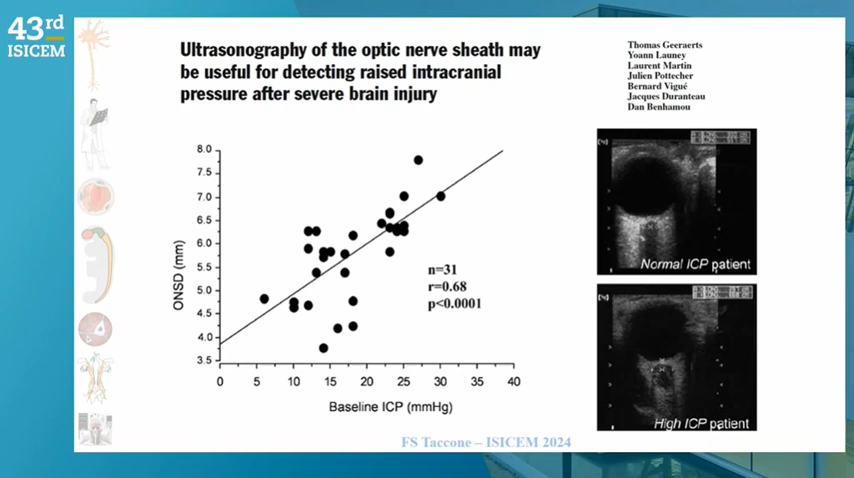 43rd
ISICEM
Ultrasonography of the optic nerve sheath may
be useful for detecting raised intracranial
pressure after severe brain injury
Thomas Geeraerts
Yoann Launey
Laurent Martin
Julien Pottecher
Bernard Vigué
Jacques Duranteau
Dan Benhamou
8.0
7.5
7.0
6.5
6.0
5.5
5.0
4.5
4.0
3.5
ONSD (mm)
n=31
r=0.68
p<0.0001
0 5 10 15 20 25 30 35 40
Baseline ICP (mmHg)
Normal ICP patient
High ICP patient
FS Taccone – ISICEM 2024